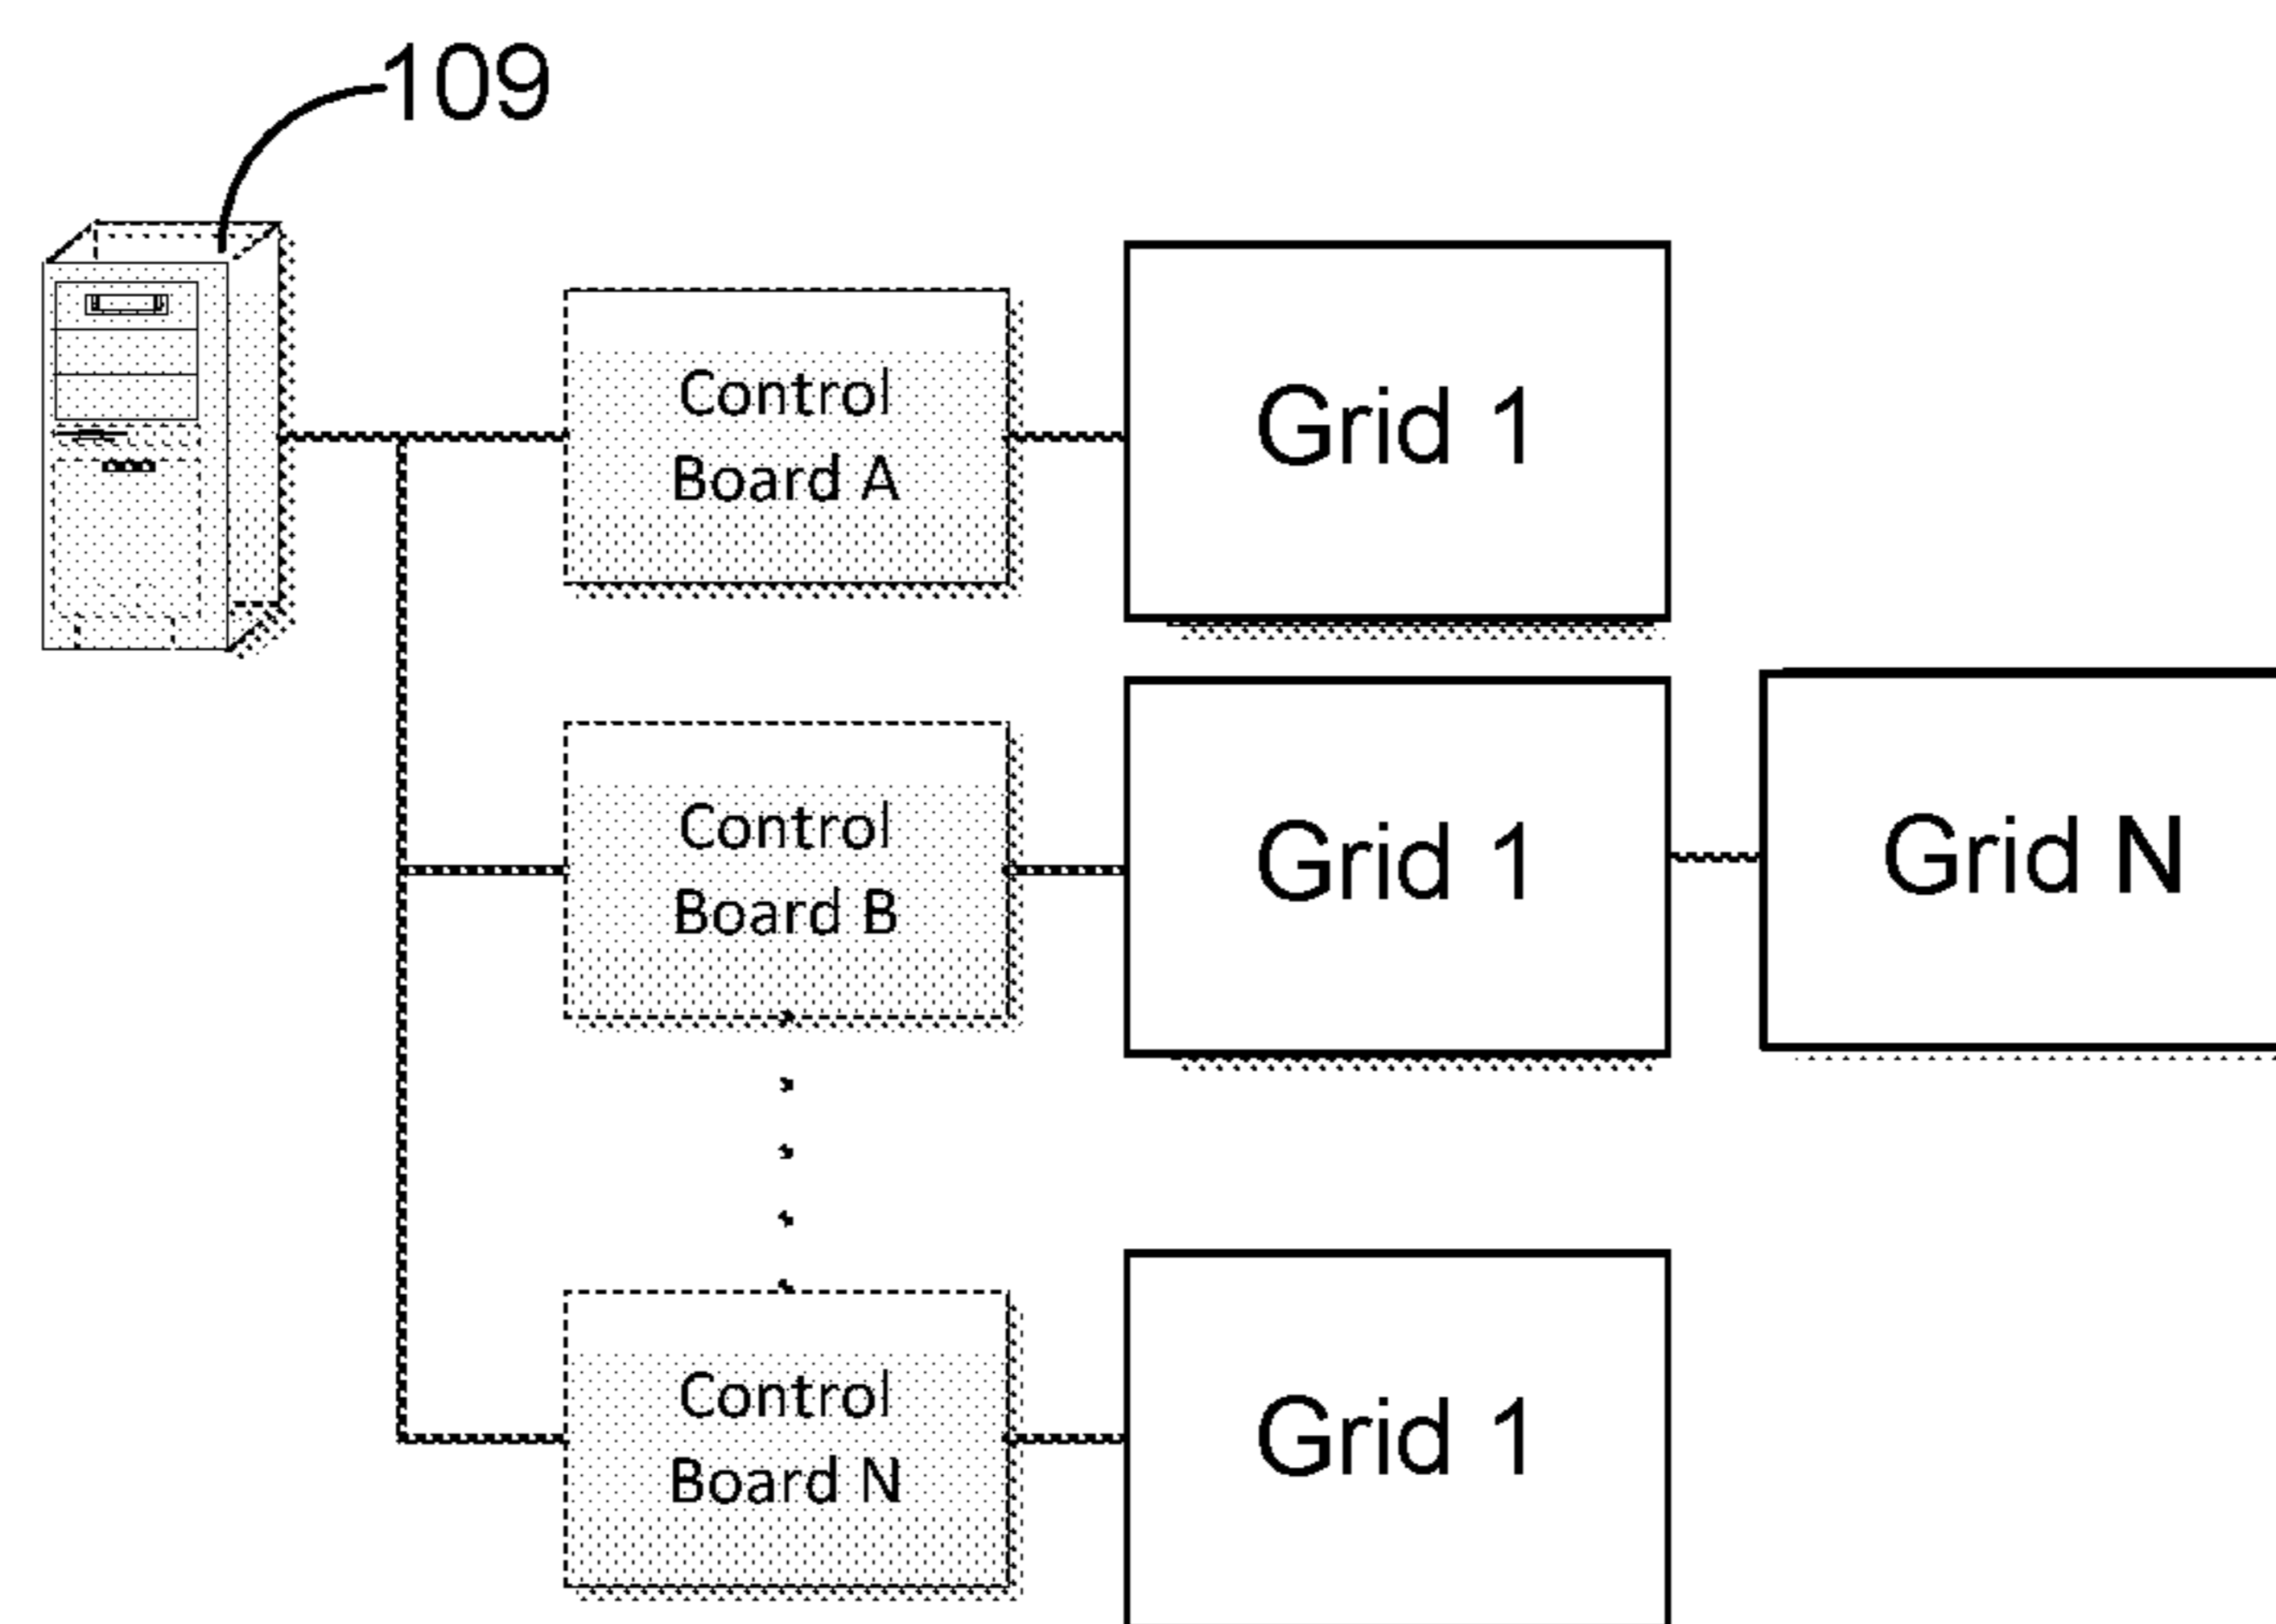 109
Control
Board A
Grid 1
Control
Board B
Grid 1
Grid N
Control
Board N
Grid 1